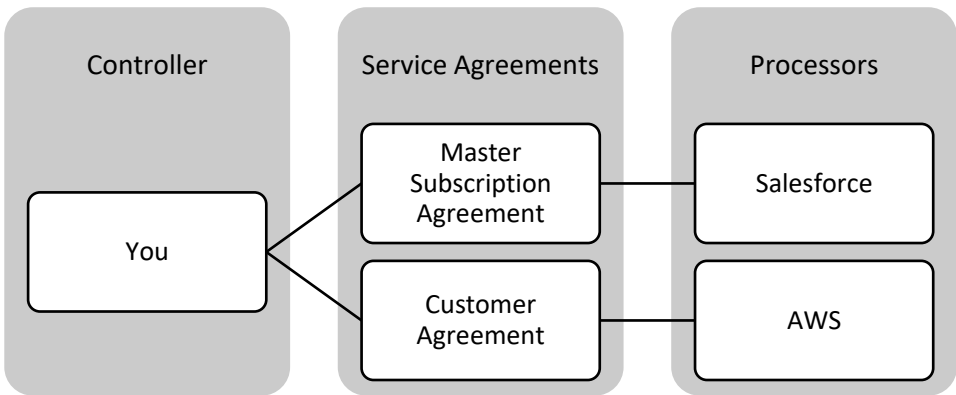 Controller
Service Agreements
Processors
You
Master
Subscription
Agreement
Salesforce
Customer
Agreement
AWS